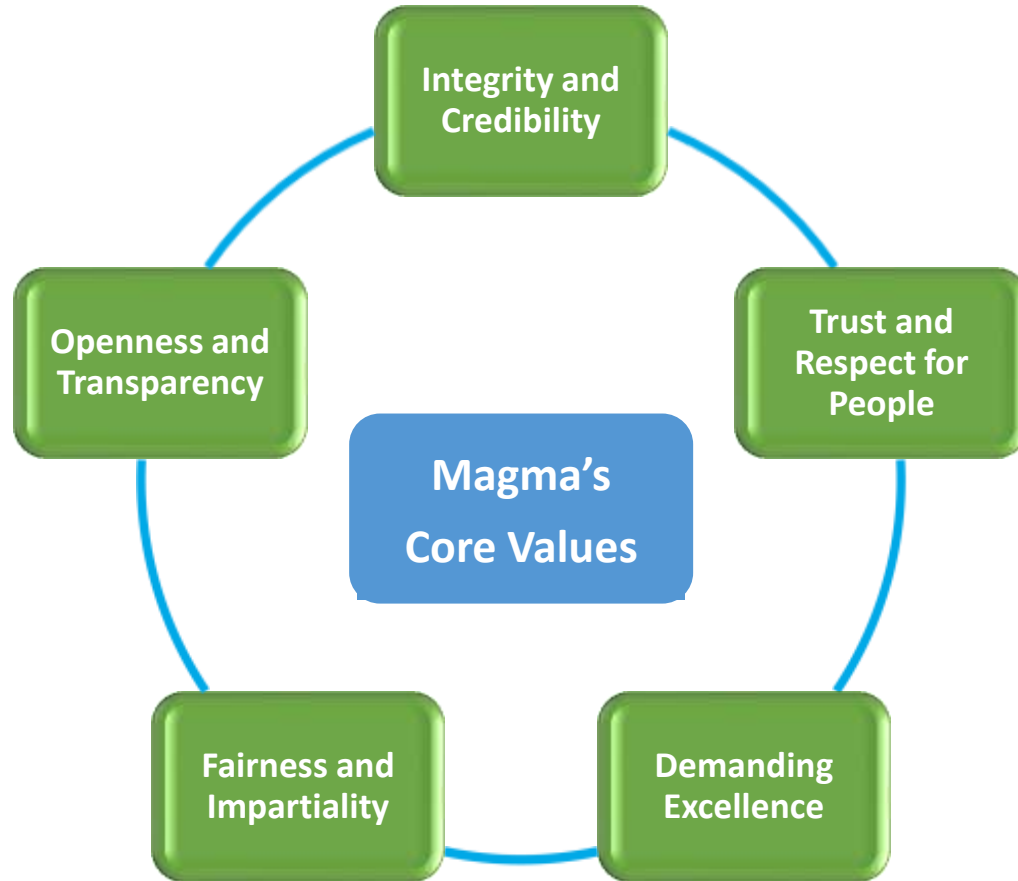 Integrity and
Credibility
Openness and
Transparency
Trust and
Respect for
People
Magma’s
Core Values
Fairness and
Impartiality
Demanding
Excellence